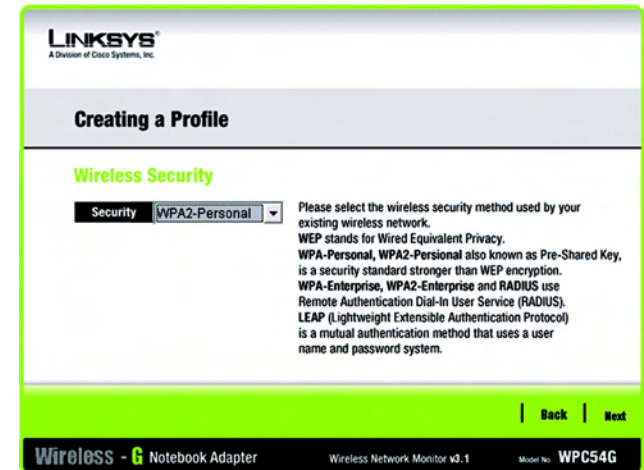 LINKSYS®
A Division of Cisco Systems, Inc.
Creating a Profile
Wireless Security
Security WPA2-Personal
Please select the wireless security method used by your
existing wireless network.
WEP stands for Wired Equivalent Privacy.
WPA-Personal, WPA2-Persional also known as Pre-Shared Key,
is a security standard stronger than WEP encryption.
WPA-Enterprise, WPA2-Enterprise and RADIUS use
Remote Authentication Dial-In User Service (RADIUS).
LEAP (Lightweight Extensible Authentication Protocol)
is a mutual authentication method that uses a user
name and password system.
Back Next
Wireless - G Notebook Adapter Wireless Network Monitor v3.1 Model No. WPC54G